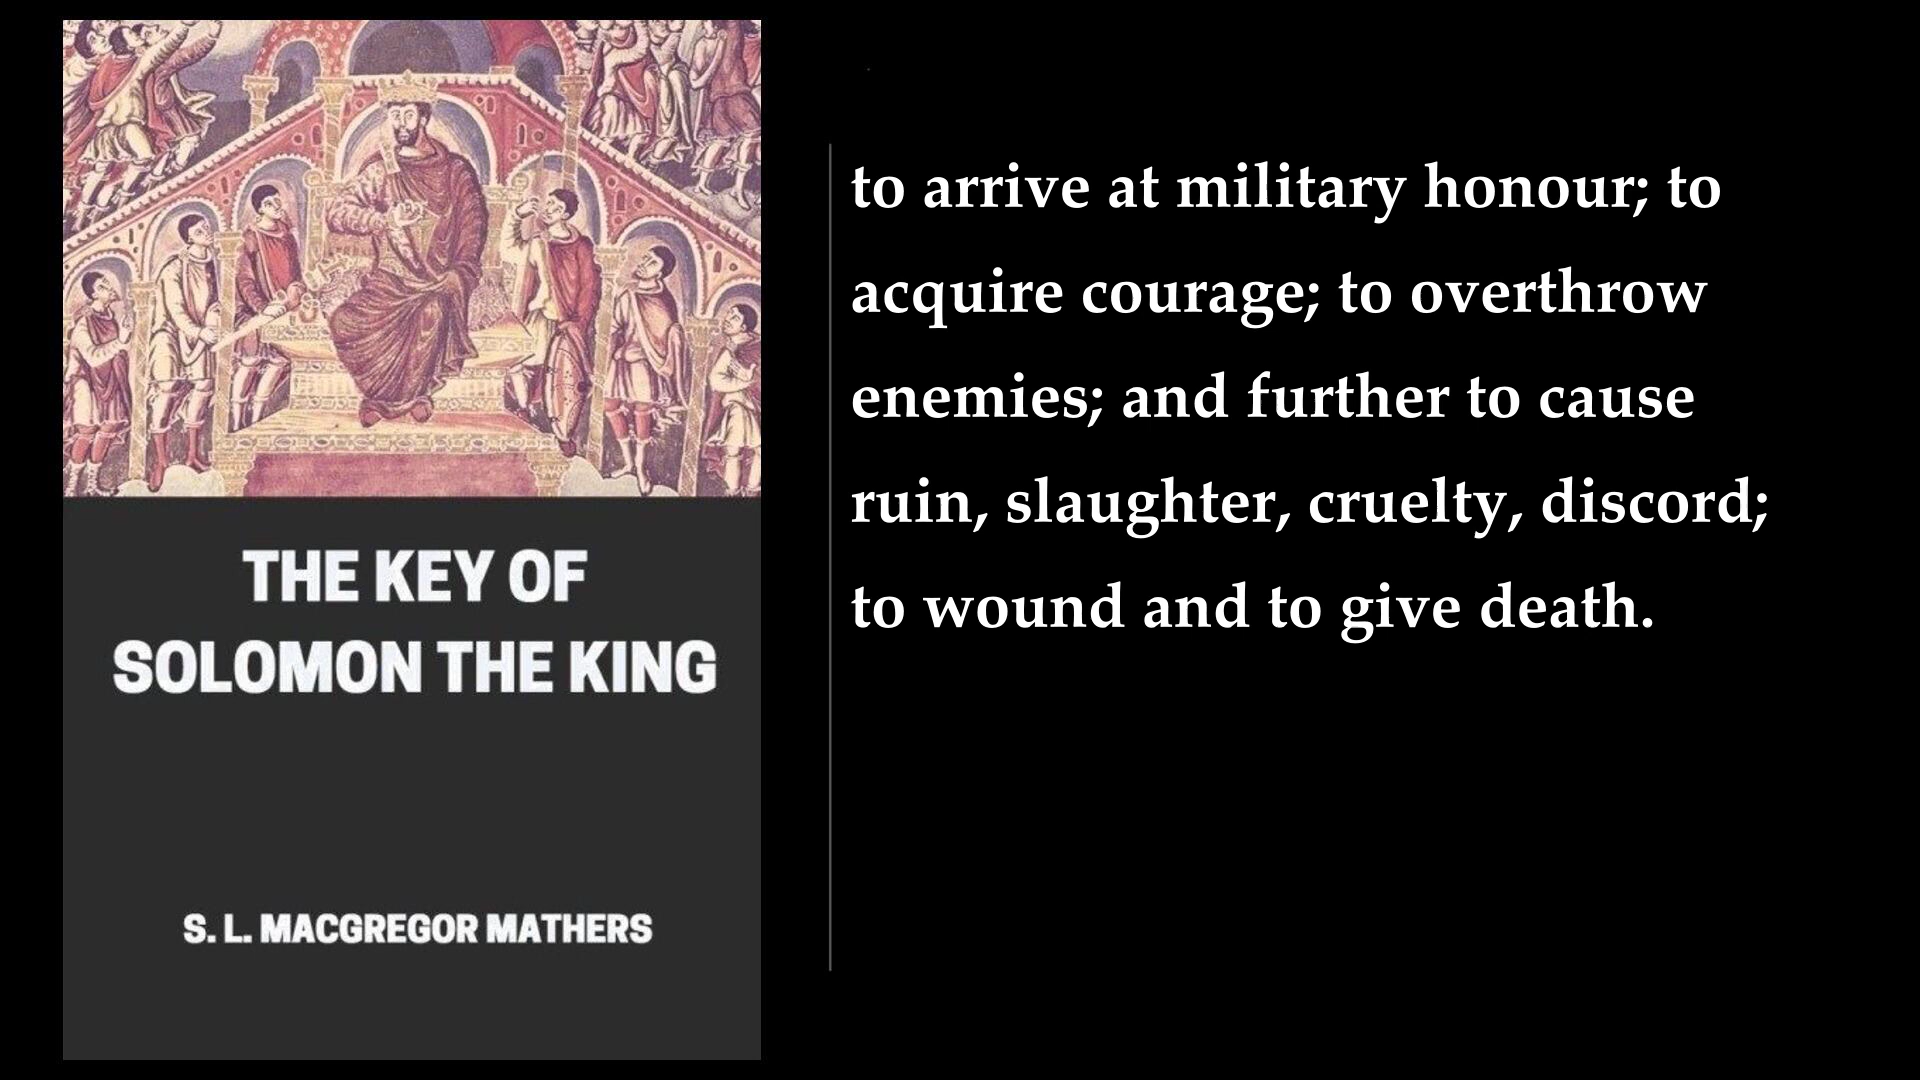 THE KEY OF
SOLOMON THE KING
S. L. MACGREGOR MATHERS
to arrive at military honour; to
acquire courage; to overthrow
enemies; and further to cause
ruin, slaughter, cruelty, discord;
to wound and to give death.